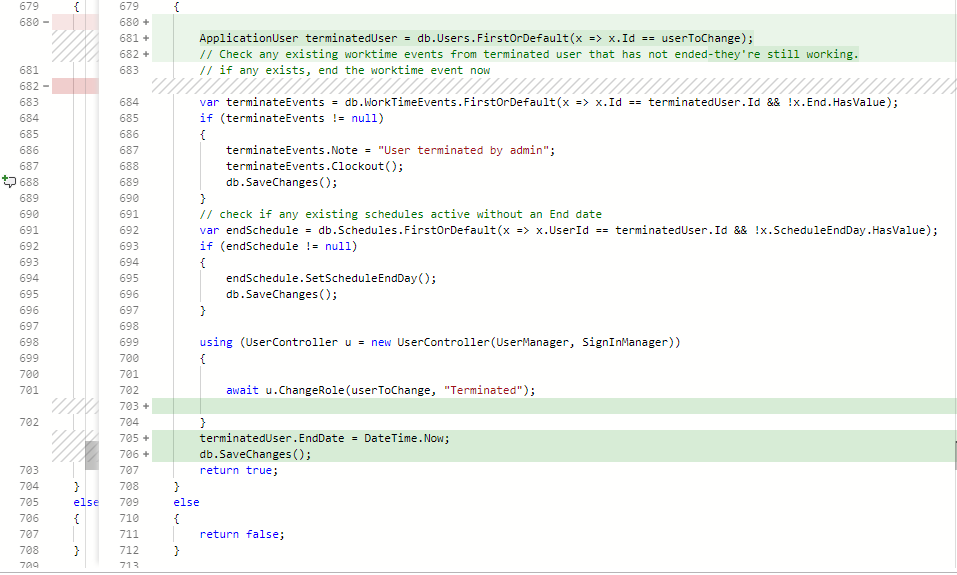 679 { 679 {
680 - 680 +
681 + ApplicationUser terminatedUser = db.Users.FirstOrDefault(x => x.Id == userToChange);
682 + // Check any existing worktime events from terminated user that has not ended-they're still working.
681 683 // if any exists, end the worktime event now
682 -
683 684 var terminateEvents = db.WorkTimeEvents.FirstOrDefault(x => x.Id == terminatedUser.Id && !x.End.HasValue);
684 685 if (terminateEvents != null)
685 686 {
686 687 terminateEvents.Note = "User terminated by admin";
687 688 terminateEvents.Clockout();
688 689 db.SaveChanges();
689 690 }
690 691 // check if any existing schedules active without an End date
691 692 var endSchedule = db.Schedules.FirstOrDefault(x => x.UserId == terminatedUser.Id && !x.ScheduleEndDay.HasValue);
692 693 if (endSchedule != null)
693 694 {
694 695 endSchedule.SetScheduleEndDay();
695 696 db.SaveChanges();
696 697 }
697 698
698 699 using (UserController u = new UserController(UserManager, SignInManager))
699 700 {
700 701
701 702 await u.ChangeRole(userToChange, "Terminated");
703 +
702 704 }
705 + terminatedUser.EndDate = DateTime.Now;
706 + db.SaveChanges();
703 707 return true;
704 } 708 }
705 else 709 else
706 { 710 {
707 711 return false;
708 } 712 }
709 713